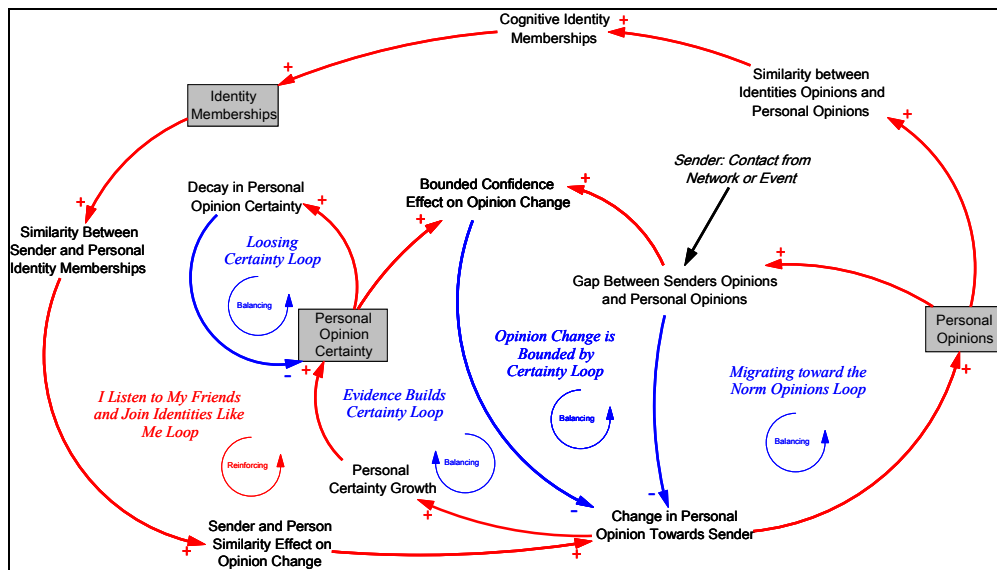 Cognitive Identity
Memberships
+
+
Similarity between
Identities Opinions and
Personal Opinions
Identity
Memberships
+
Sender: Contact from
Network or Event
Decay in Personal
Opinion Certainty
+
Bounded Confidence
Effect on Opinion Change
+
+
+
Similarity Between
Sender and Personal
Identity Memberships
Loosing
Certainty Loop
Balancing
Gap Between Senders Opinions
and Personal Opinions
+
Personal
Opinion
Certainty
-
+
Personal
Opinions
+
Opinion Change is
Bounded by
Certainty Loop
Balancing
Migrating toward the
Norm Opinions Loop
Balancing
I Listen to My Friends
and Join Identities Like
Me Loop
Reinforcing
Evidence Builds
Certainty Loop
Balancing
Personal
Certainty Growth
+
-
-
Change in Personal
Opinion Towards Sender
+
Sender and Person
Similarity Effect on
Opinion Change
+